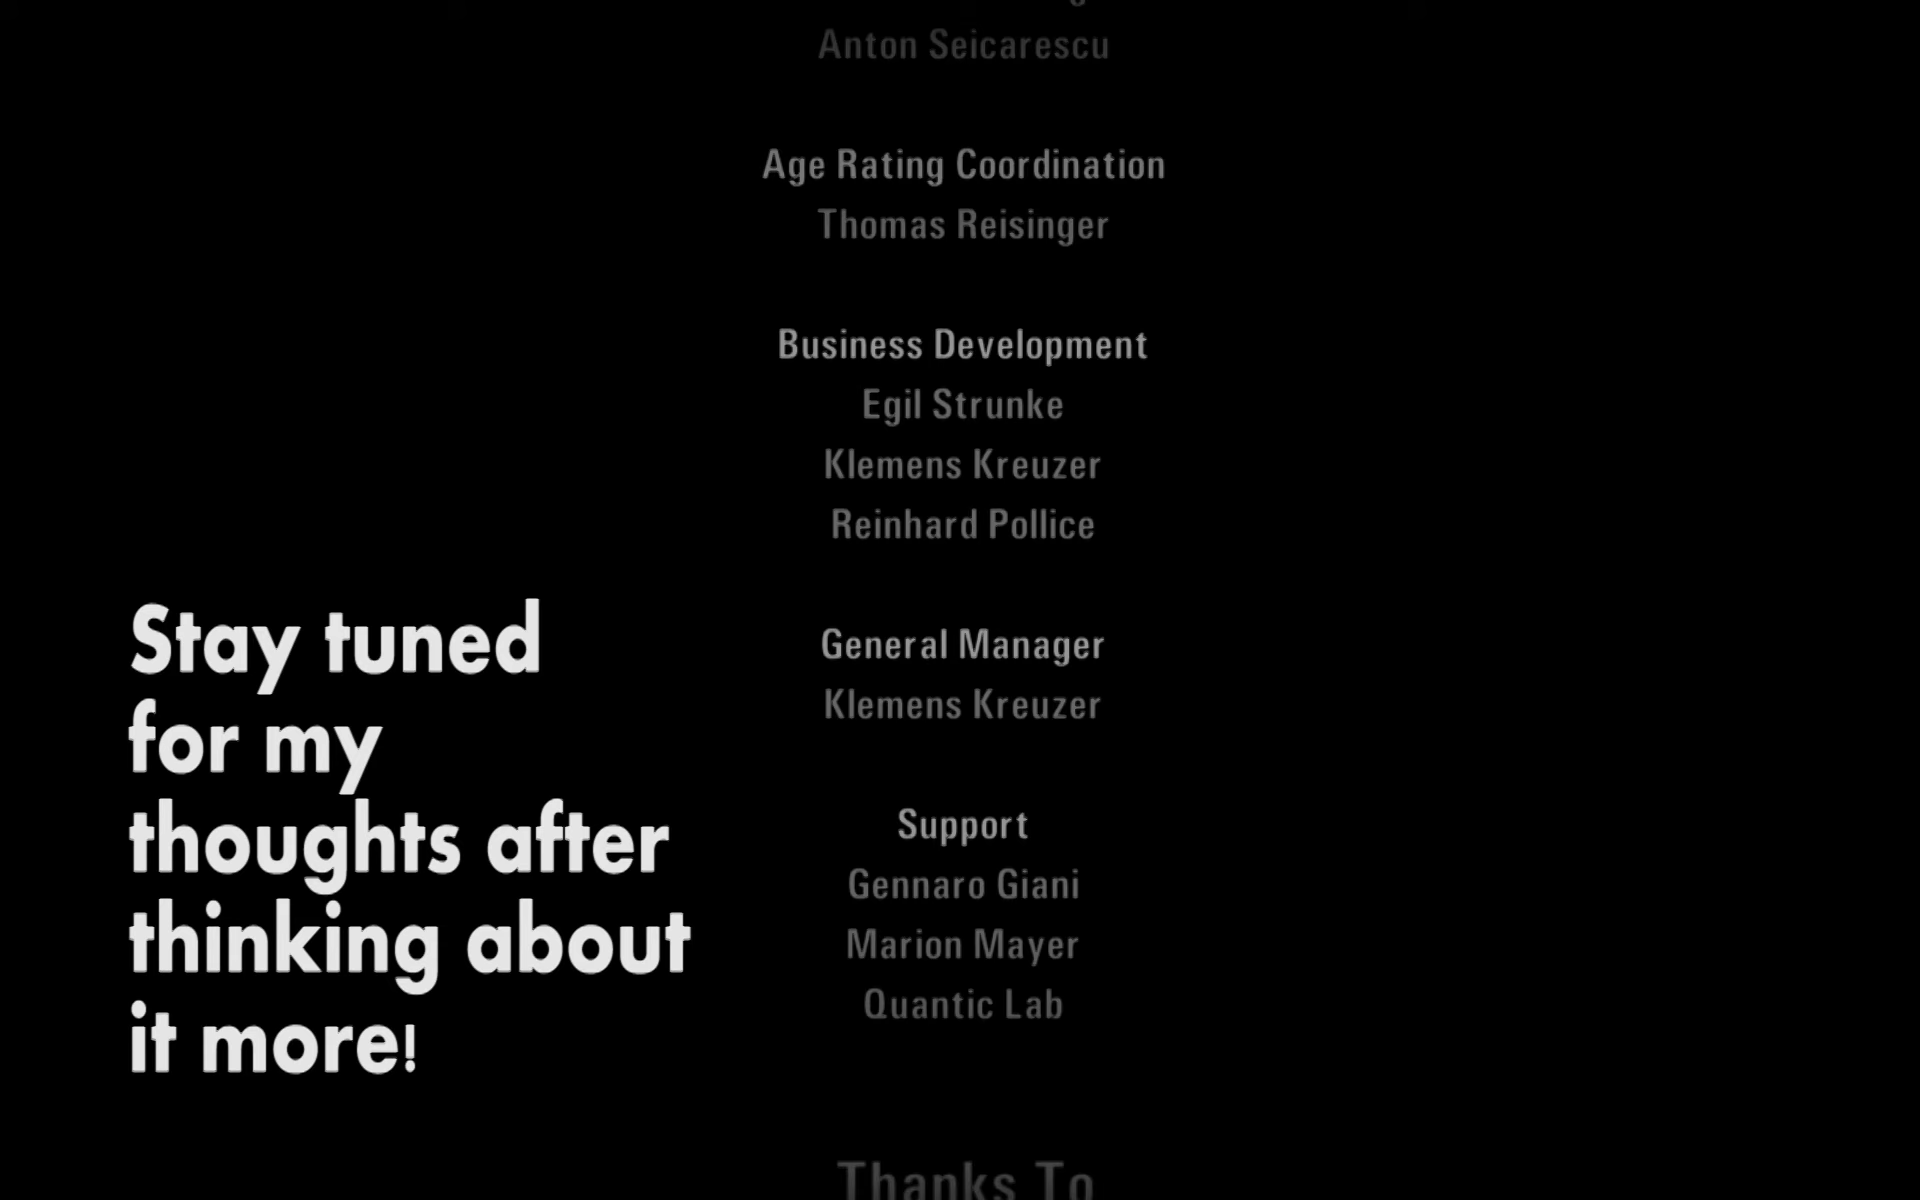 Anton Seicarescu
Age Rating Coordination
Thomas Reisinger
Business Development
Egil Strunke
Klemens Kreuzer
Reinhard Pollice
General Manager
Klemens Kreuzer
Support
Gennaro Giani
Marion Mayer
Quantic Lab
Thanks To
Stay tuned
for my
thoughts after
thinking about
it more!